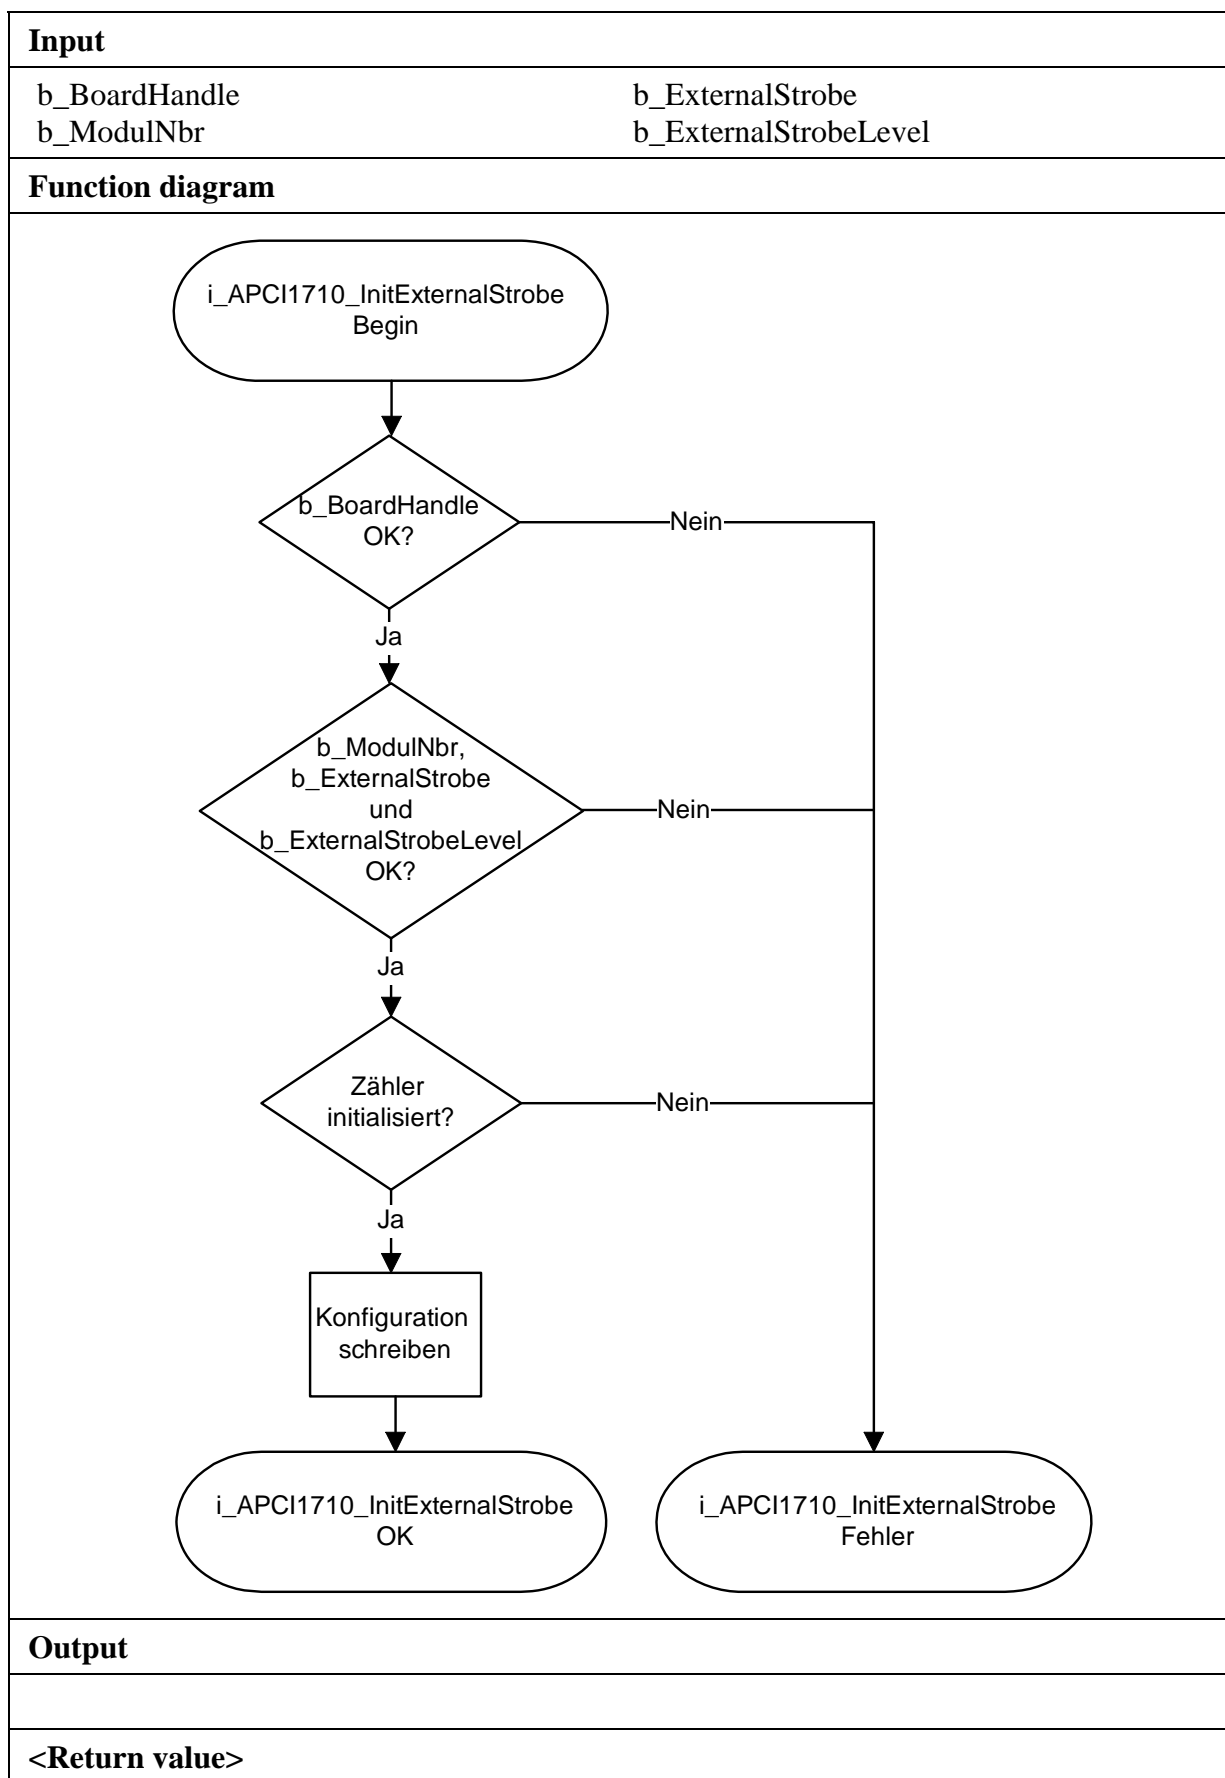 Input
b_BoardHandle
b_ModulNbr
b_ExternalStrobe
b_ExternalStrobeLevel
Function diagram
i_APCI1710_InitExternalStrobe
Begin
b_BoardHandle
OK?
Nein
Ja
b_ModulNbr,
b_ExternalStrobe
und
b_ExternalStrobeLevel
OK?
Nein
Ja
Zähler
initialisiert?
Nein
Ja
Konfiguration
schreiben
i_APCI1710_InitExternalStrobe
OK
i_APCI1710_InitExternalStrobe
Fehler
Output
<Return value>